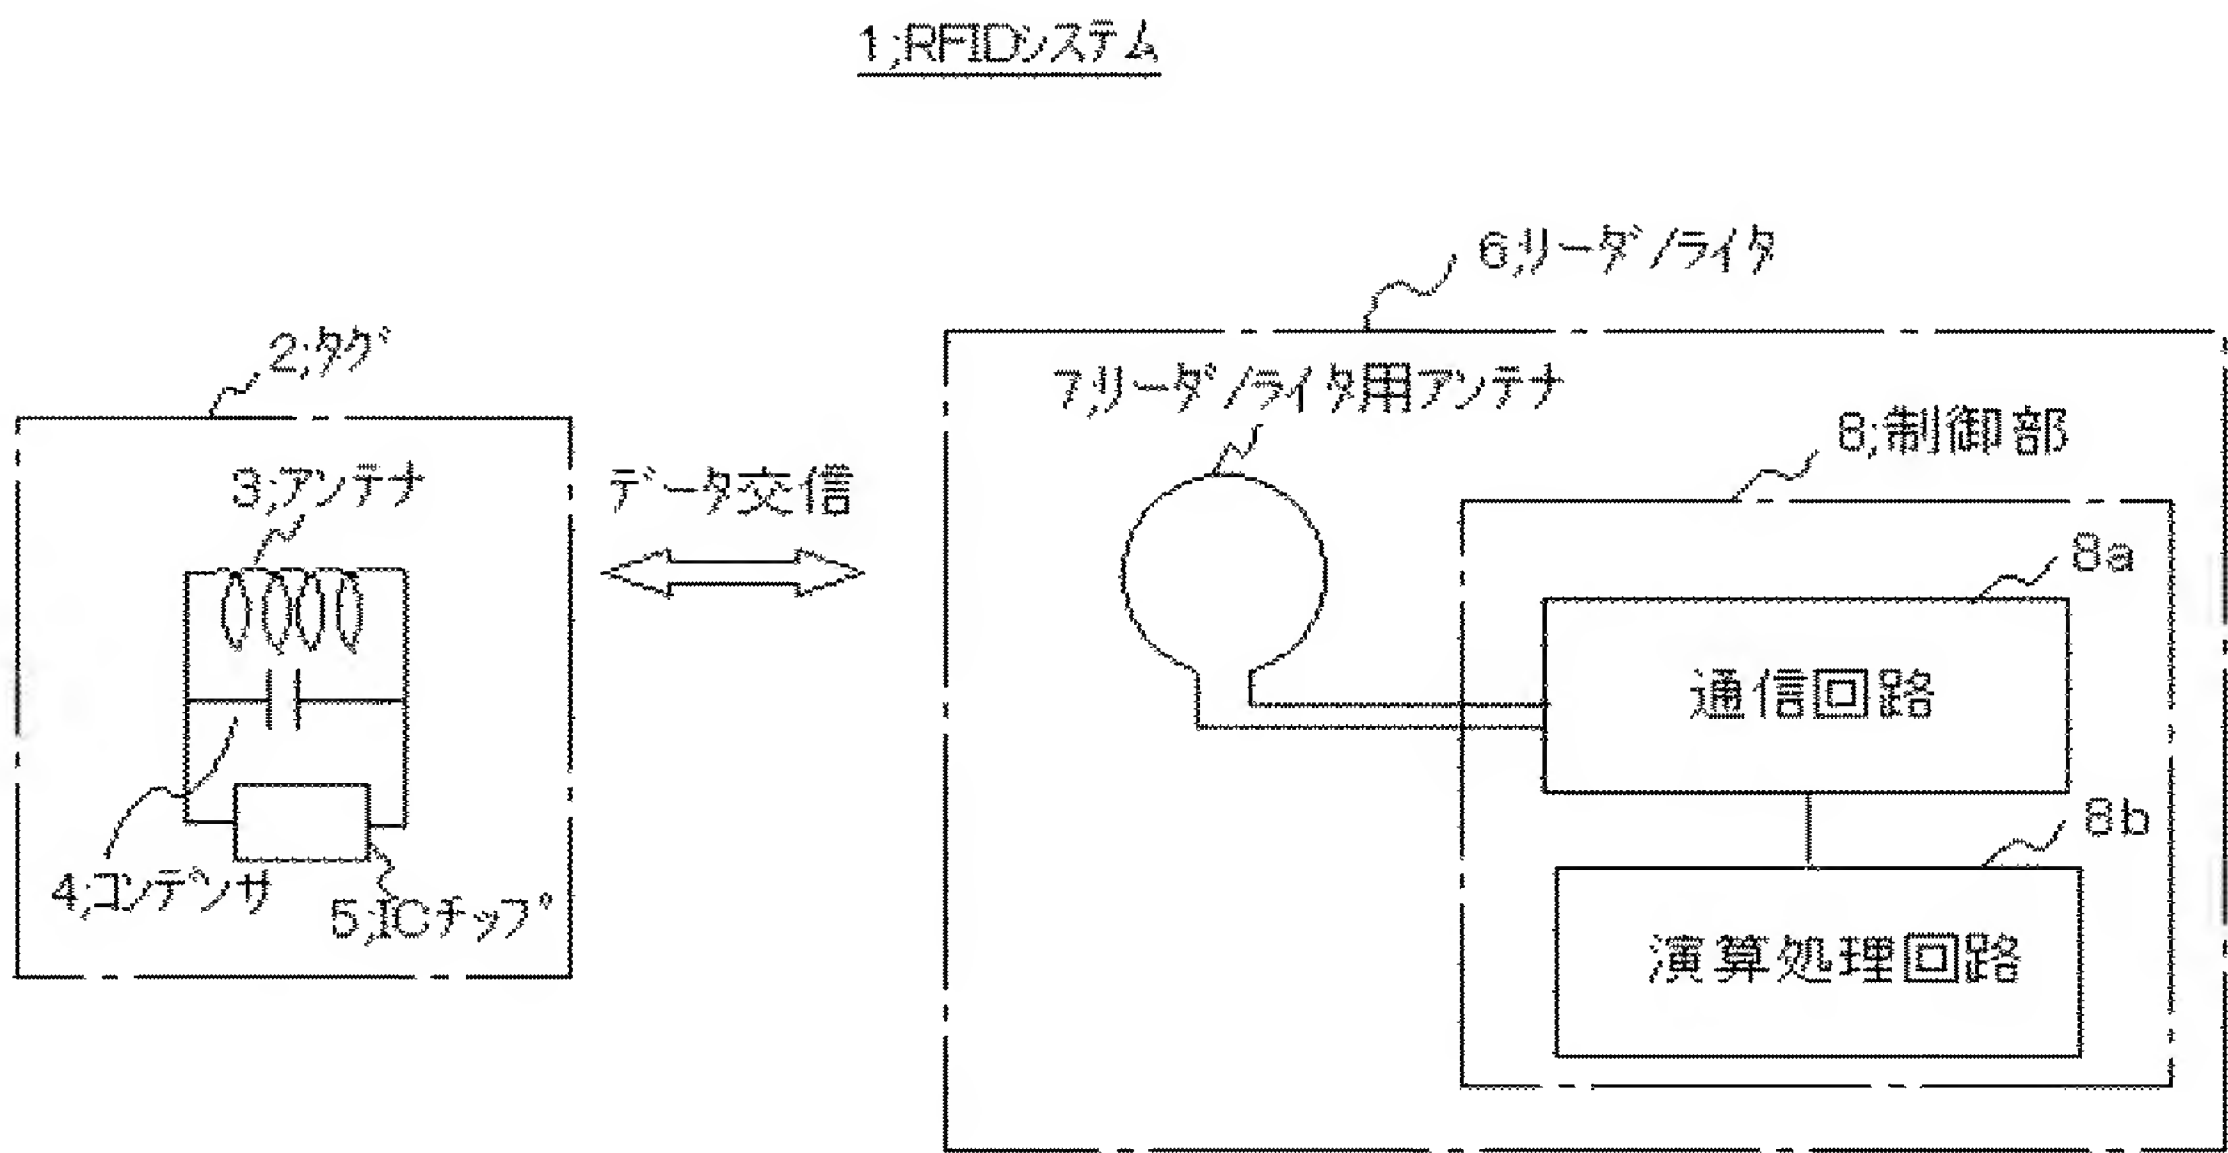 1;RFIDシステム
6;リーダ/ライタ
2;タグ
7;リーダ/ライタ用アンテナ
8;制御部
3;アンテナ
データ交信
8a
通信回路
8b
4;コンデンサ
5;ICチップ
演算処理回路